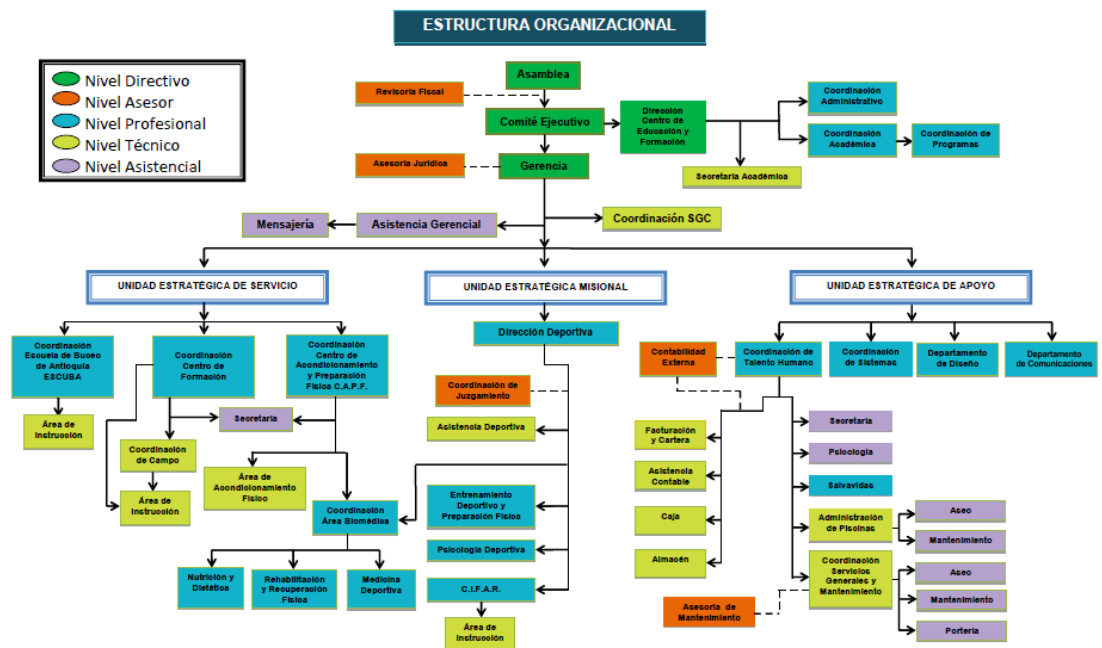 ESTRUCTURA ORGANIZACIONAL
Nivel Directivo
Nivel Asesor
Nivel Profesional
Nivel Técnico
Nivel Asistencial
Asamblea
Revisoría Fiscal
Comité Ejecutivo
Dirección
Centro de
Educación y
Formación
Coordinación
Administrativo
Coordinación
Académica
Coordinación de
Programas
Secretaria Académica
Asesoría Jurídica
Gerencia
Mensajería
Asistencia Gerencial
Coordinación SGC
UNIDAD ESTRATÉGICA DE SERVICIO
UNIDAD ESTRATÉGICA MISIONAL
UNIDAD ESTRATÉGICA DE APOYO
Coordinación
Escuela de Buceo
de Antioquia
ESCUBA
Coordinación
Centro de
Formación
Coordinación
Centro de
Acondicionamiento
y Preparación
Física C.A.P.F.
Área de
Instrucción
Secretaría
Coordinación
de Campo
Área de
Instrucción
Área de
Acondicionamiento
Físico
Coordinación
Área Biomédica
Nutrición y
Dietética
Rehabilitación
y Recuperación
Física
Medicina
Deportiva
Dirección Deportiva
Coordinación de
Juzgamiento
Asistencia Deportiva
Entrenamiento
Deportivo y
Preparación Física
Psicología Deportiva
C.I.F.A.R.
Área de
Instrucción
Contabilidad
Externa
Coordinación de
Talento Humano
Coordinación
de Sistemas
Departamento
de Diseño
Departamento
de Comunicaciones
Facturación
y Cartera
Asistencia
Contable
Caja
Almacén
Secretaría
Psicología
Salvavidas
Administración
de Piscinas
Aseo
Mantenimiento
Coordinación
Servicios
Generales y
Mantenimiento
Aseo
Mantenimiento
Portería
Asesoría de
Mantenimiento